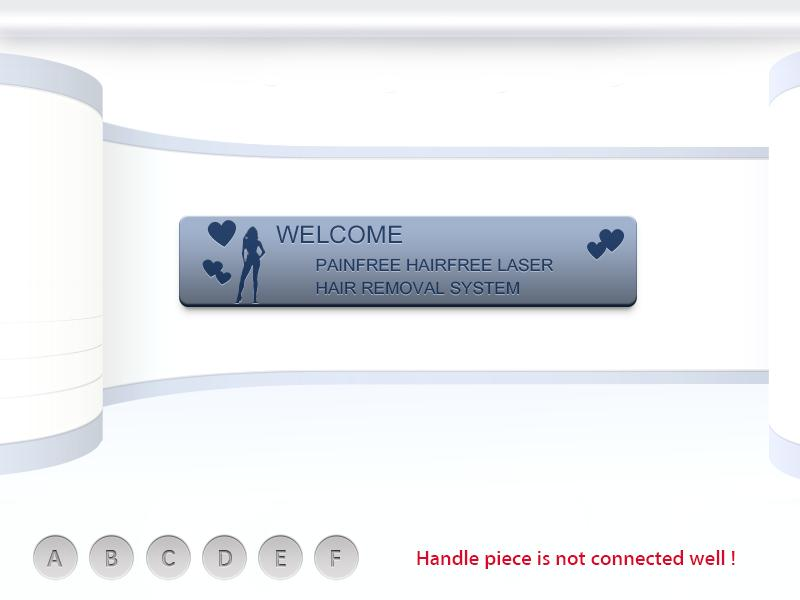 WELCOME
PAINFREE HAIRFREE LASER
HAIR REMOVAL SYSTEM
A B C D E F
Handle piece is not connected well !